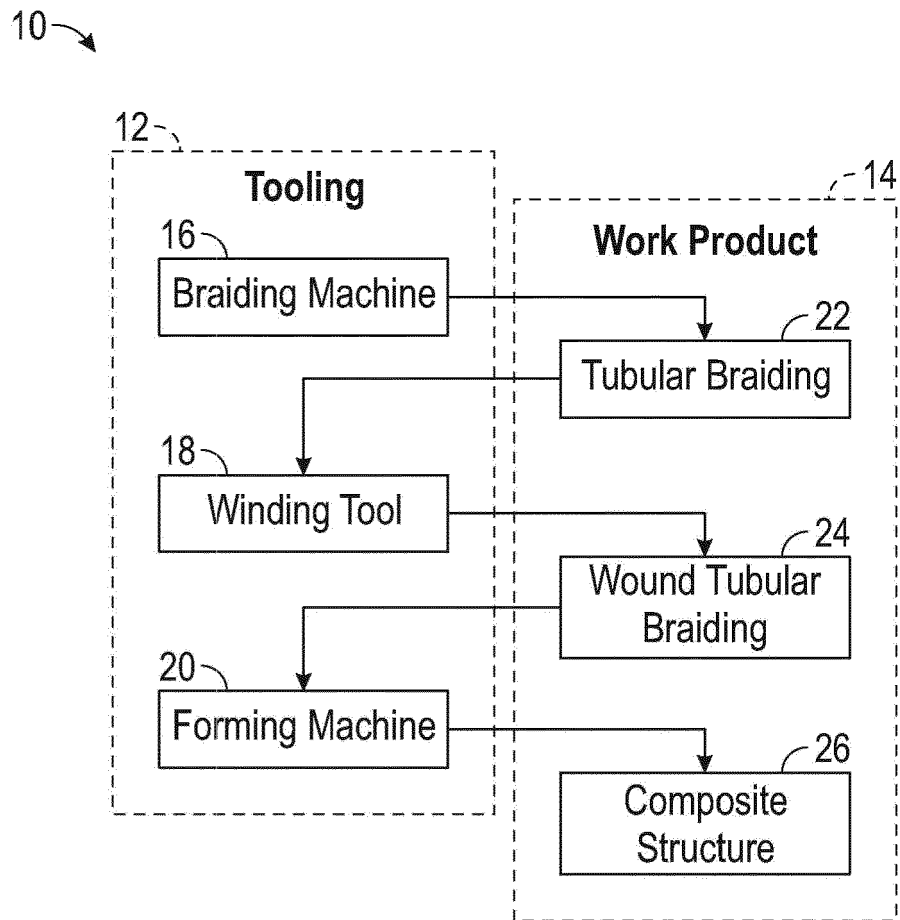 10
12
Tooling
14
16
Work Product
Braiding Machine
22
Tubular Braiding
18
Winding Tool
24
Wound Tubular
Braiding
20
Forming Machine
26
Composite
Structure